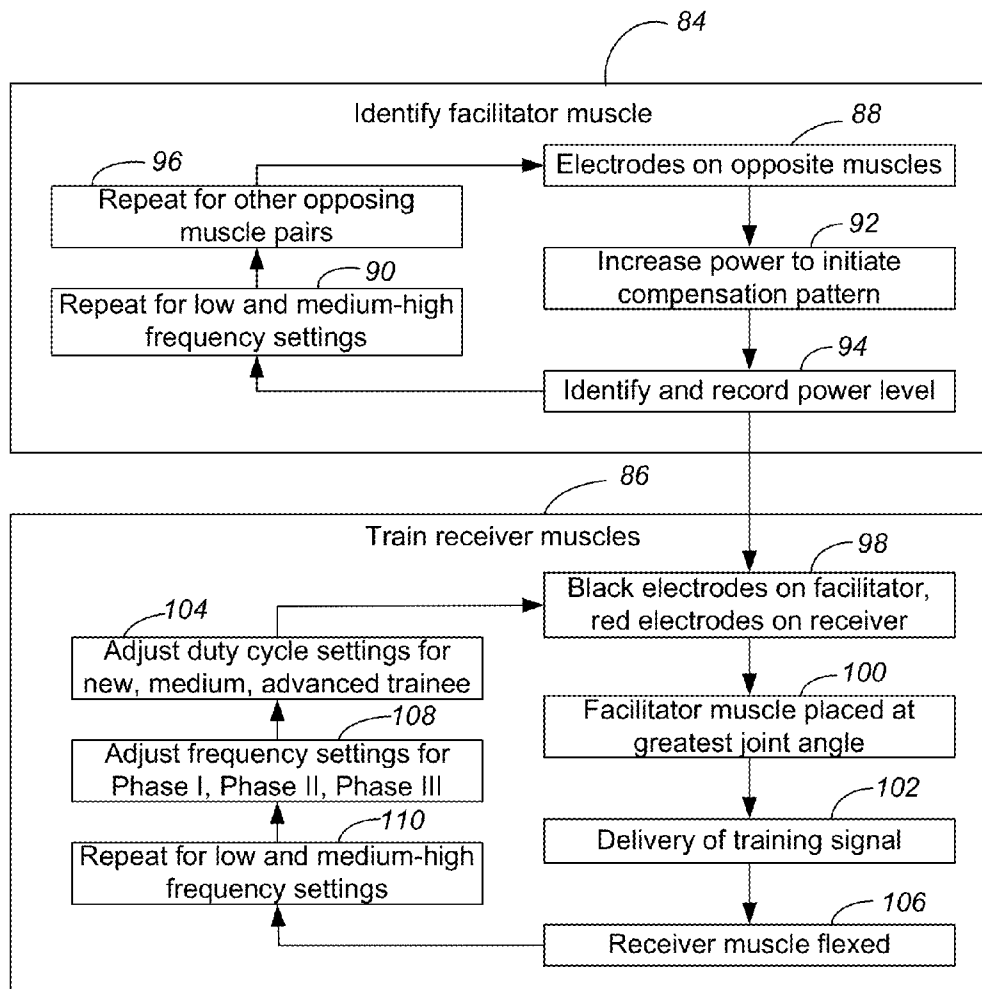 84
Identify facilitator muscle
88
Electrodes on opposite muscles
96
Repeat for other opposing
muscle pairs
92
Increase power to initiate
compensation pattern
90
Repeat for low and medium-high
frequency settings
94
Identify and record power level
86
Train receiver muscles
98
Black electrodes on facilitator,
red electrodes on receiver
104
Adjust duty cycle settings for
new, medium, advanced trainee
100
Facilitator muscle placed at
greatest joint angle
108
Adjust frequency settings for
Phase I, Phase II, Phase III
102
Delivery of training signal
110
Repeat for low and medium-high
frequency settings
106
Receiver muscle flexed